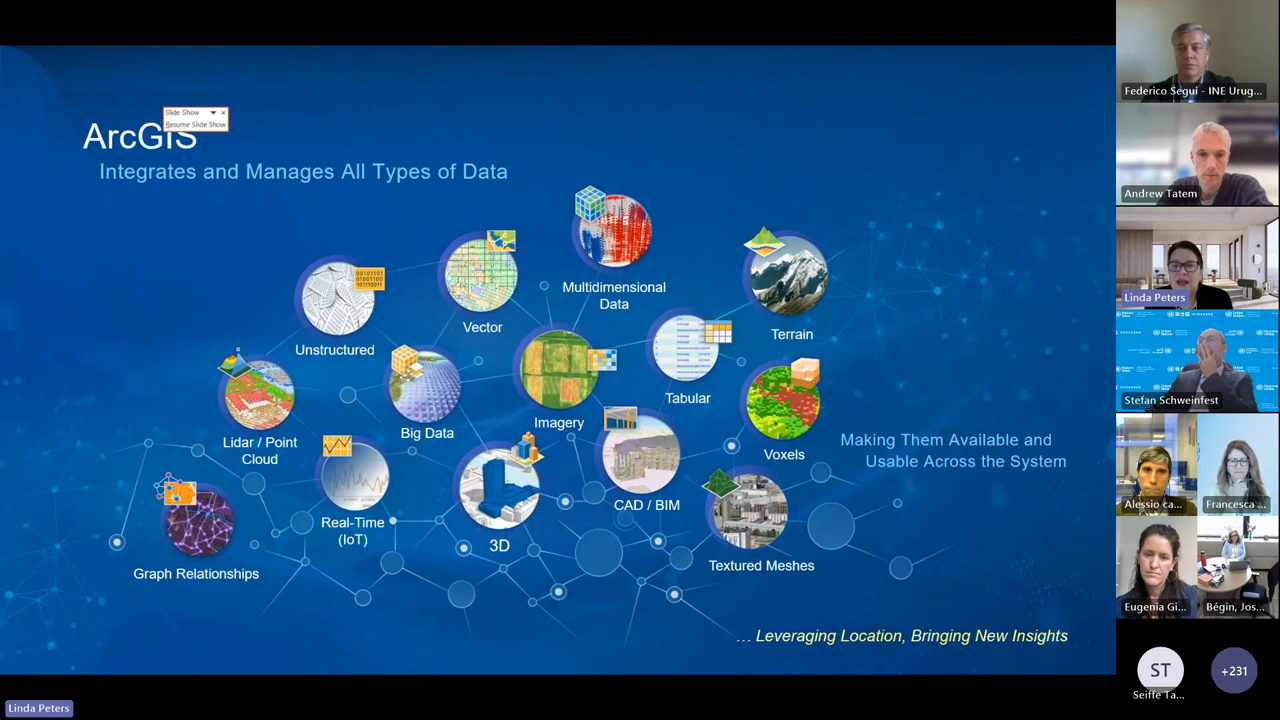 Slide Show
Resume Slide Show
ArcGIS
Integrates and Manages All Types of Data
Multidimensional
Data
Vector
Terrain
Unstructured
01001100
101110011
Tabular
Imagery
Big Data
Lidar / Point
Cloud
Voxels
Making Them Available and
Usable Across the System
CAD / BIM
Real-Time
(IoT)
3D
Textured Meshes
Graph Relationships
… Leveraging Location, Bringing New Insights
Linda Peters
Federico Segui - INE Urug...
Andrew Tatem
Linda Peters
Stefan Schweinfest
Alessio ca...
Francesca ...
Eugenia Gi...
Bégin, Jos...
ST
Seiffe Ta...
+231